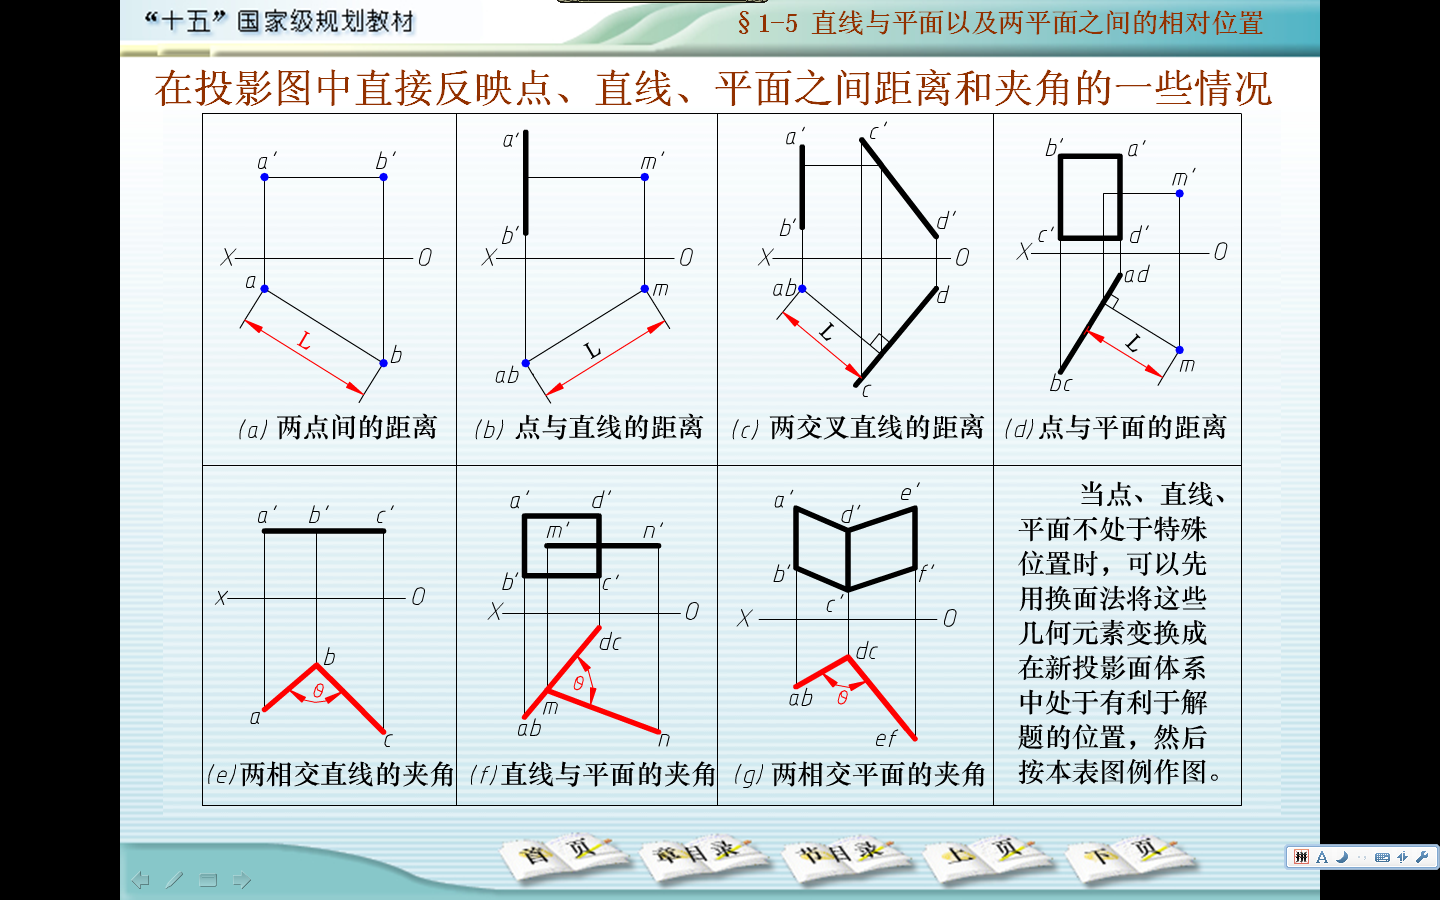 “十五”国家级规划教材
§1-5 直线与平面以及两平面之间的相对位置
在投影图中直接反映点、直线、平面之间距离和夹角的一些情况
a' b'
X O
a
L
b
(a) 两点间的距离
a' m'
b'
X O
m
L
ab
(b) 点与直线的距离
a' c'
b' d'
X O
ab d
L
c
(c) 两交叉直线的距离
b' a'
m'
c' d'
X O
ad
L
m
bc
(d) 点与平面的距离
a' b' c'
x O
b
θ
a
c
(e) 两相交直线的夹角
a' d'
m' n'
b' c'
X O
dc
θ
m
ab
n
(f) 直线与平面的夹角
a' e'
d'
b' f'
c'
X O
dc
ab θ
ef
(g) 两相交平面的夹角
当点、直线、
平面不处于特殊
位置时，可以先
用换面法将这些
几何元素变换成
在新投影面体系
中处于有利于解
题的位置，然后
按本表图例作图。
首页 章目录 节目录 上页 下页
拼 A